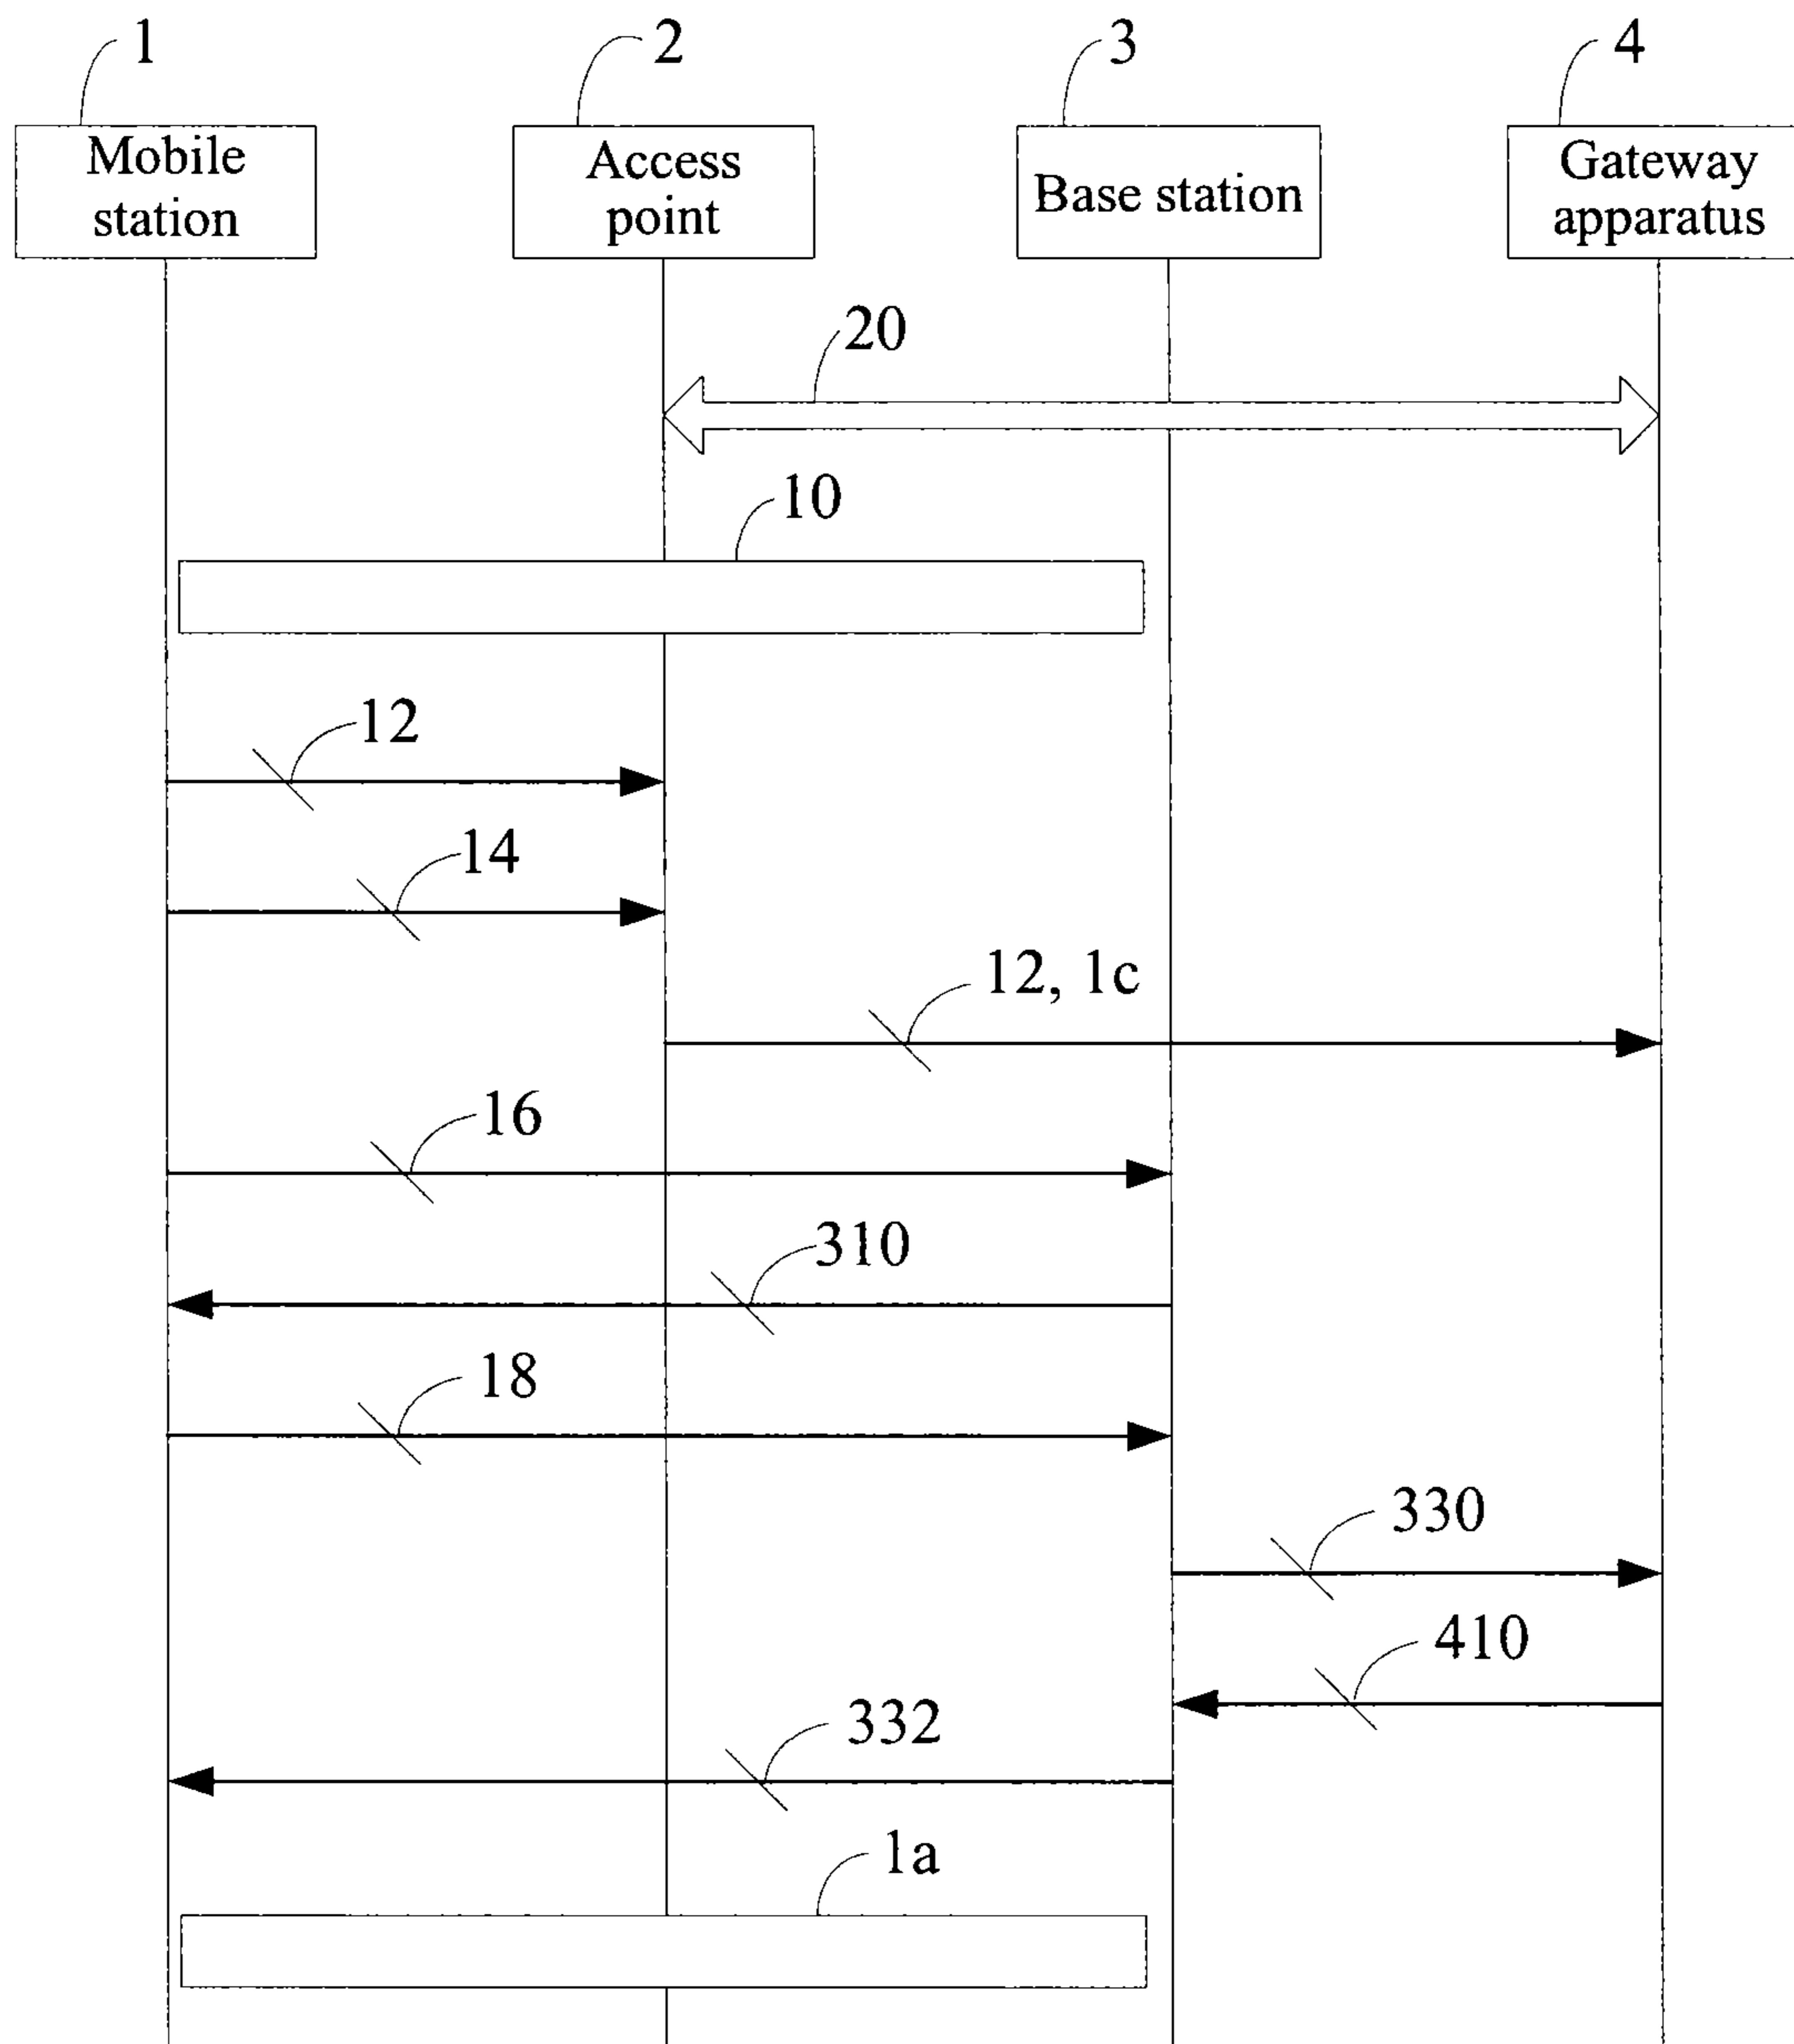 1
2
3
4
Mobile
station
Access
point
Base station
Gateway
apparatus
20
10
12
14
12, 1c
16
310
18
330
410
332
1a